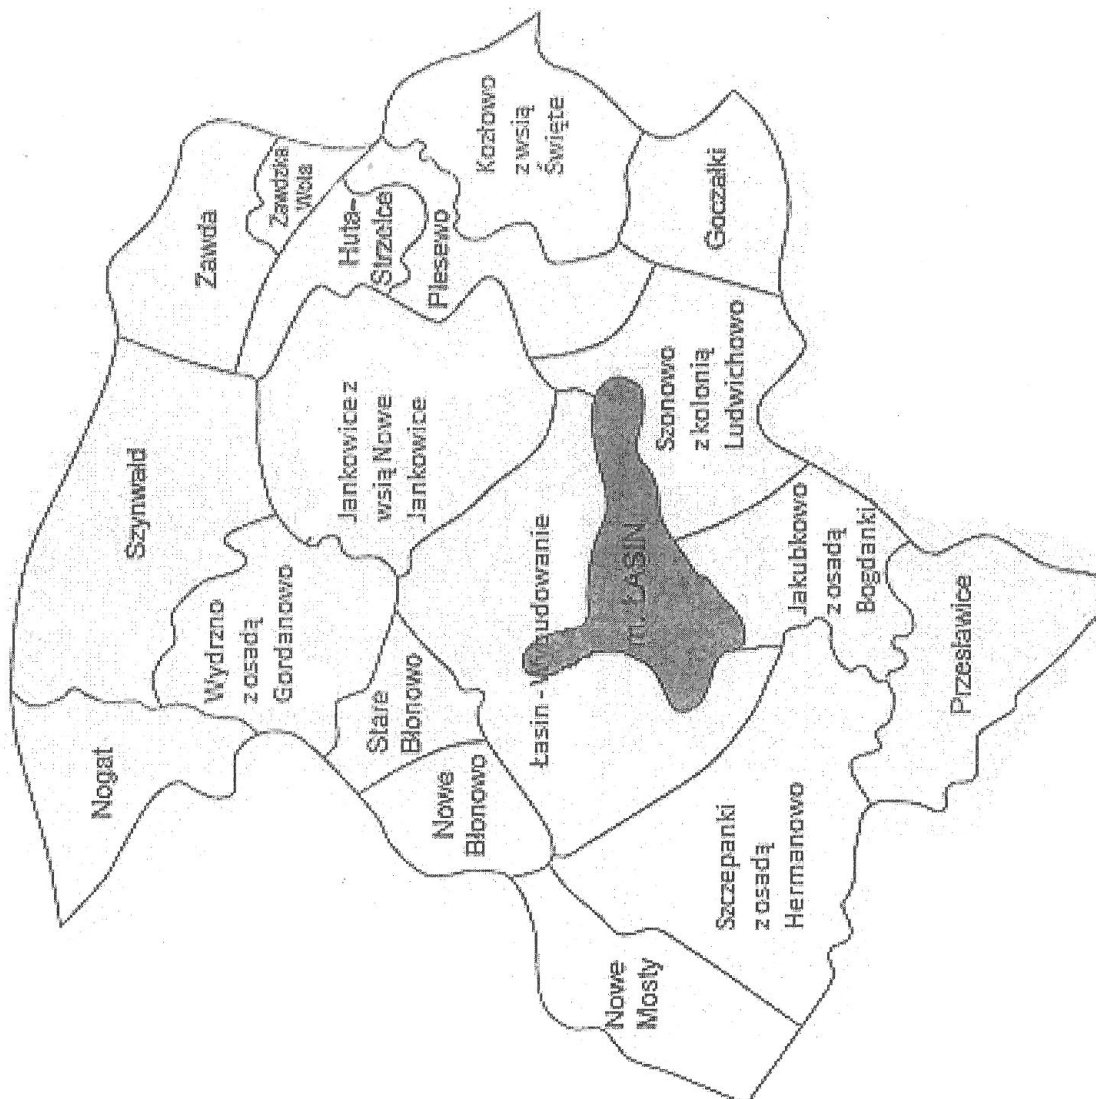 Nogat
Szynwald
Zawda
Zawdzka
Wola
Wydrzno
z osadą
Gordanowo
Jankowice z
wsią Nowe
Jankowice
Huta-
Strzelce
Plesewo
Kozłowo
z wsią
Święte
Stare
Błonowo
Nowe
Błonowo
Łasin - Wybudowanie
m. ŁASIN
Szonowo
z kolonią
Ludwichowo
Goczałki
Nowe
Mosty
Szczepanki
z osadą
Hermanowo
Jakubkowo
z osadą
Bogdanki
Przesławice